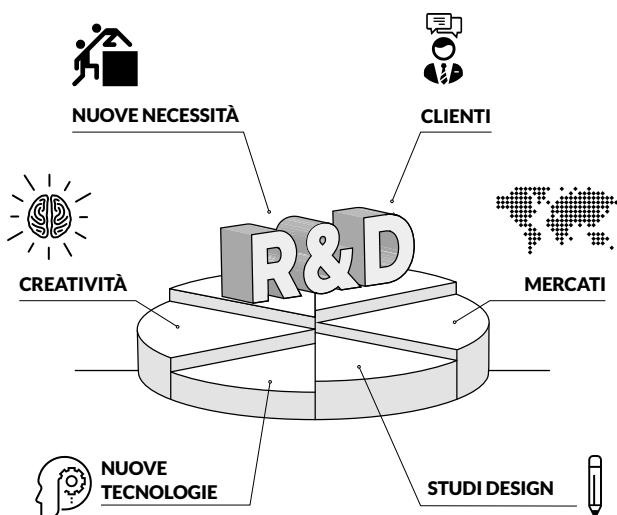 NUOVE NECESSITÀ
CLIENTI
R&D
CREATIVITÀ
MERCATI
NUOVE
TECNOLOGIE
STUDI DESIGN